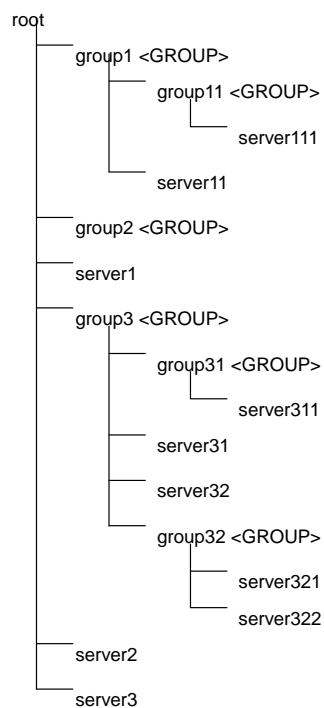 root
group1 <GROUP>
group11 <GROUP>
server111
server11
group2 <GROUP>
server1
group3 <GROUP>
group31 <GROUP>
server311
server31
server32
group32 <GROUP>
server321
server322
server2
server3